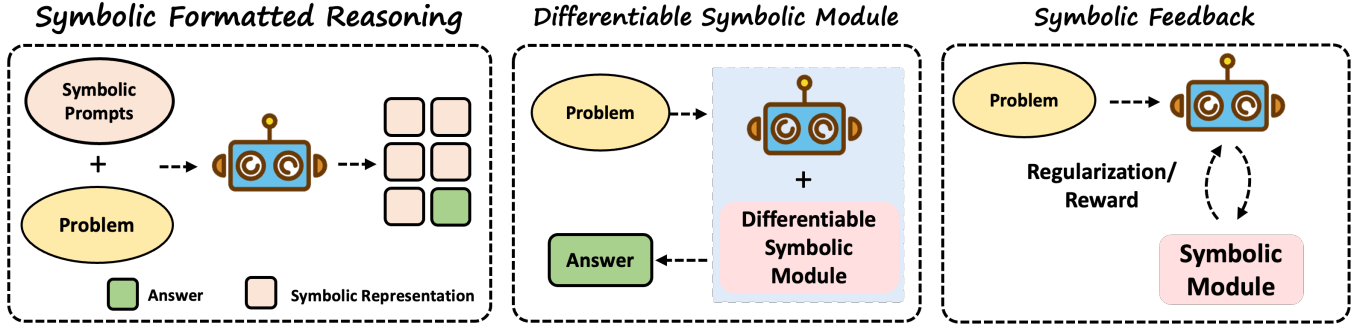 Symbolic Formatted Reasoning
Symbolic
Prompts
+
Problem
Answer
Symbolic Representation
Differentiable Symbolic Module
Problem
+
Differentiable
Symbolic
Module
Answer
Symbolic Feedback
Problem
Regularization/
Reward
Symbolic
Module